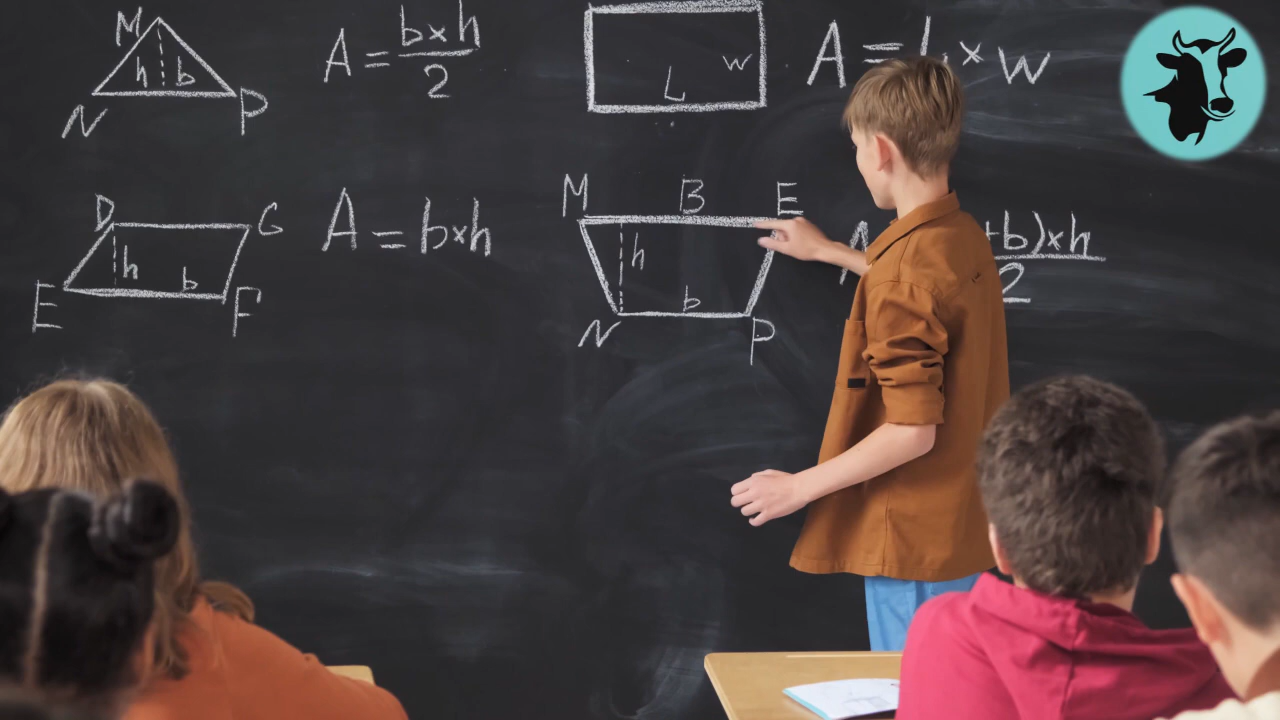 M
h b
N P
A = b×h
2
L w
A = L × w
D G
h b
E F
A = b×h
M B E
h
b
N P
A +b)×h
2